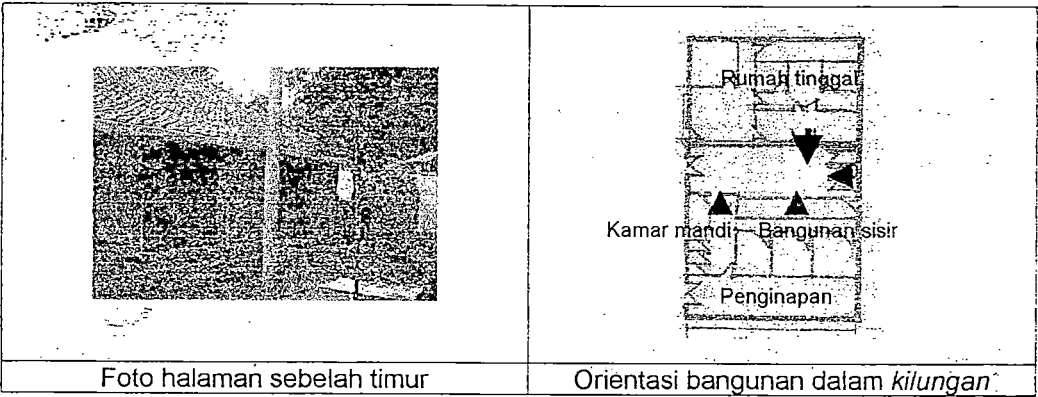 Rumah tinggal
Kamar mandi
Bangunan sisir
Penginapan
Foto halaman sebelah timur
Orientasi bangunan dalam kilungan